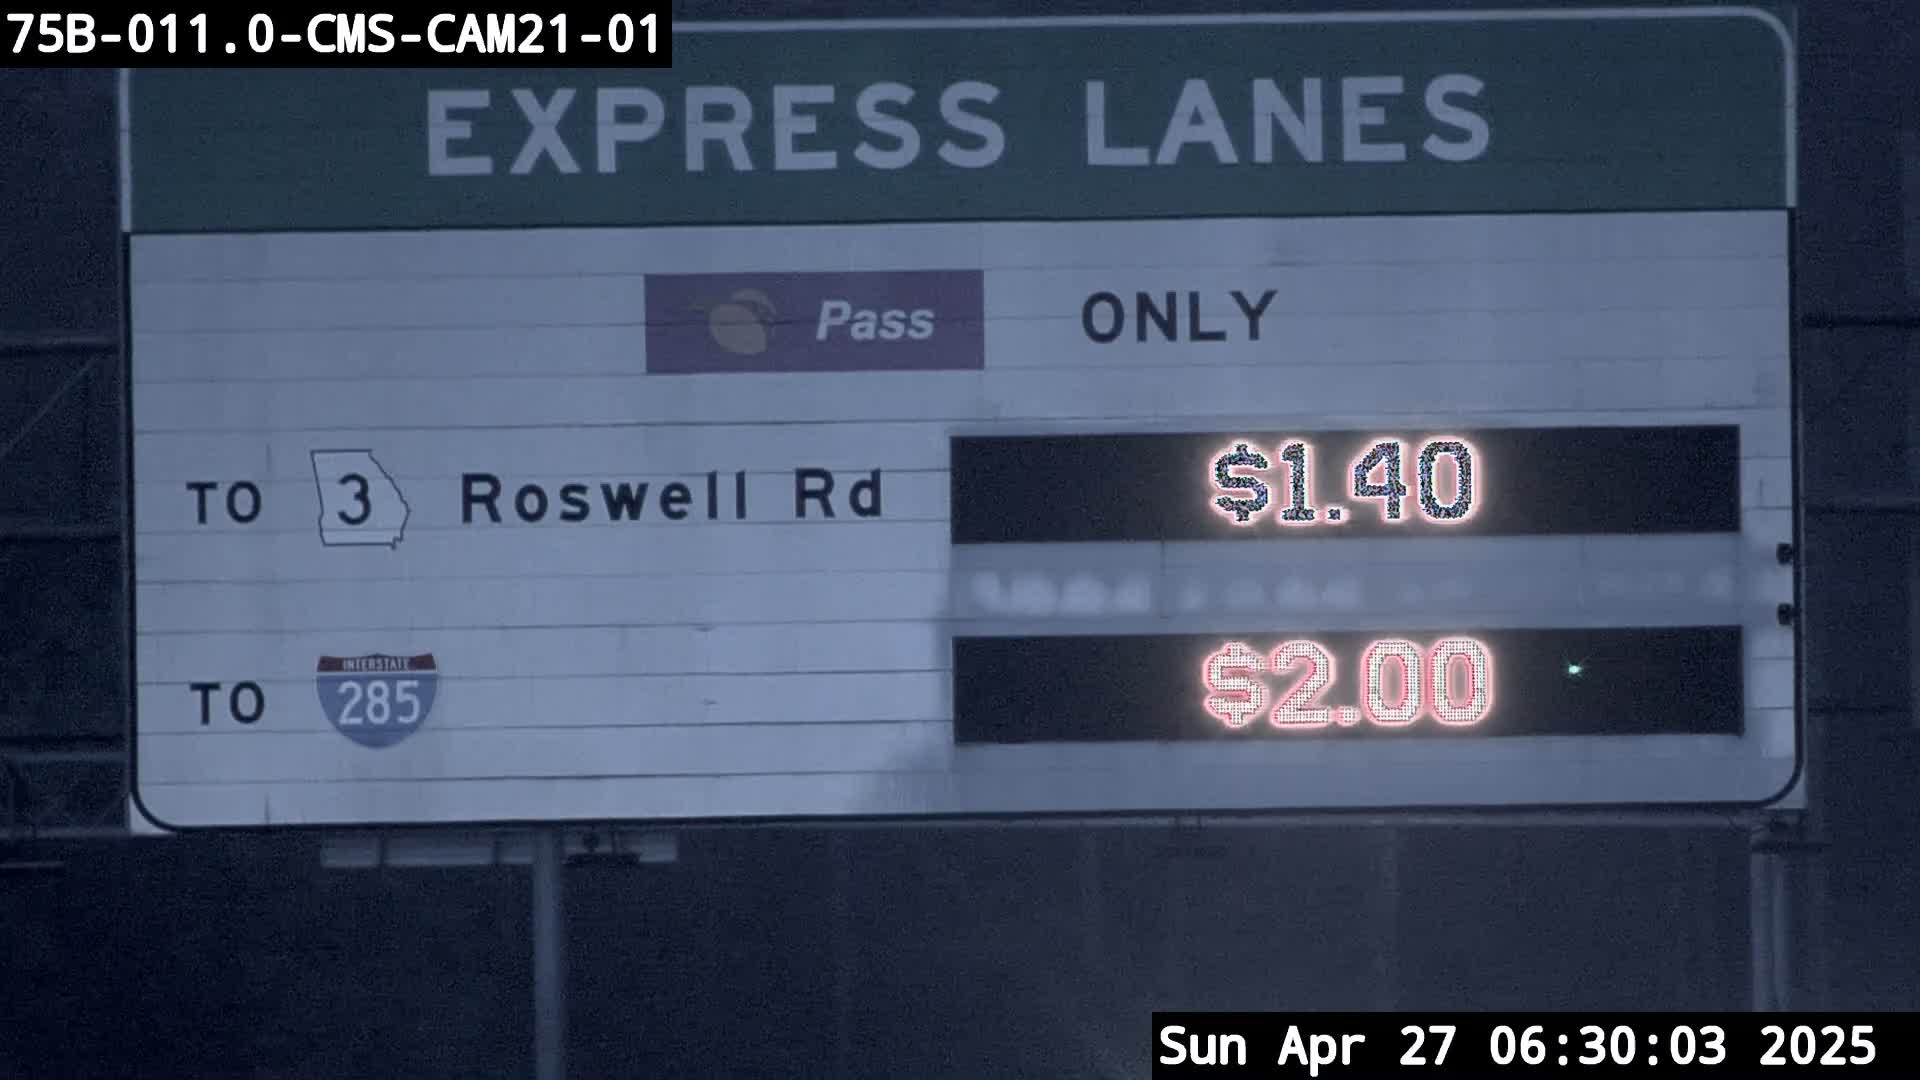 75B-011.0-CMS-CAM21-01
EXPRESS LANES
Pass ONLY
TO 3 Roswell Rd $1.40
TO INTERSTATE 285 $2.00
Sun Apr 27 06:30:03 2025